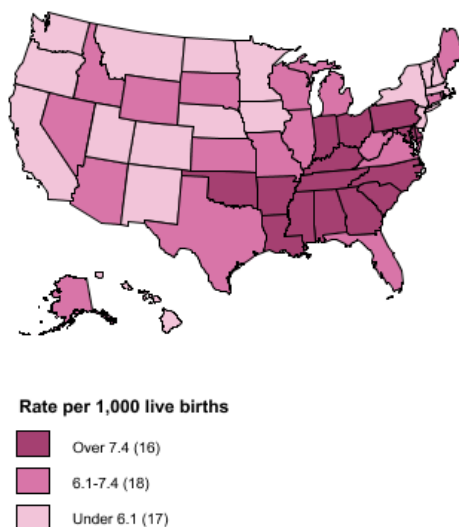 Rate per 1,000 live births
Over 7.4 (16)
6.1-7.4 (18)
Under 6.1 (17)